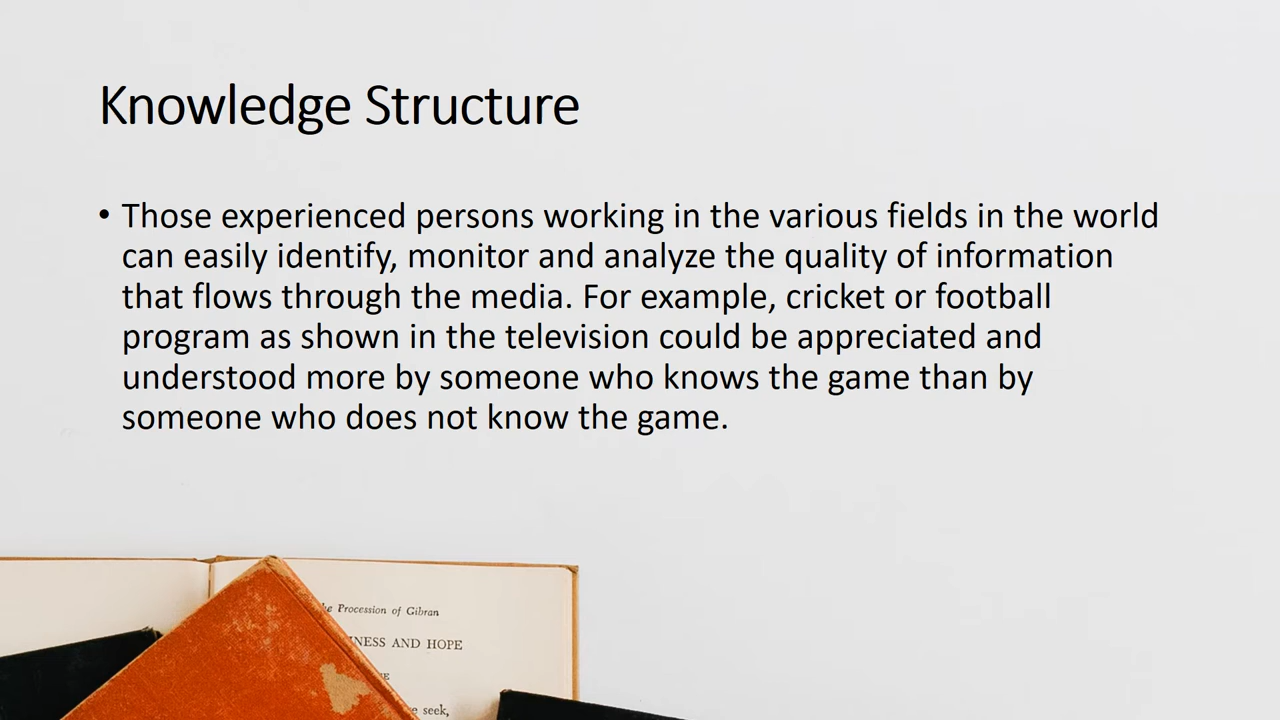 Knowledge Structure
• Those experienced persons working in the various fields in the world
can easily identify, monitor and analyze the quality of information
that flows through the media. For example, cricket or football
program as shown in the television could be appreciated and
understood more by someone who knows the game than by
someone who does not know the game.
Procession of Gibran
AND HOPE
seek,